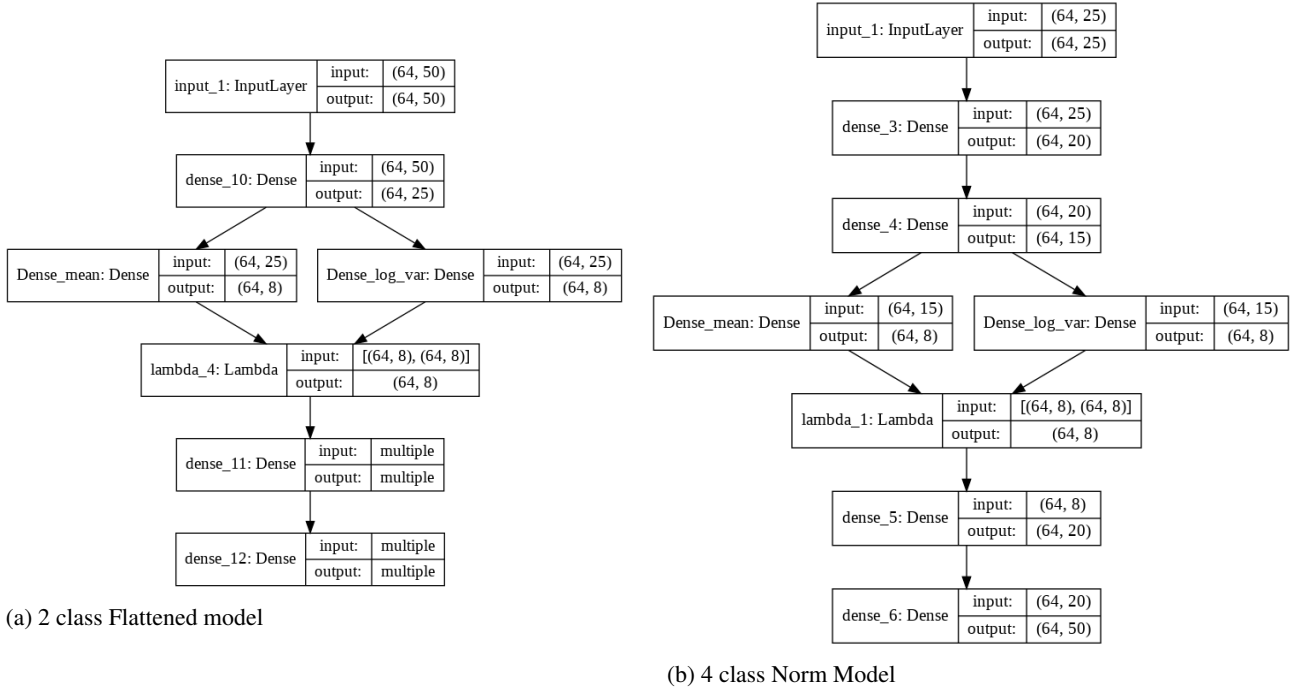 input_1: InputLayer
input: (64, 50)
output: (64, 50)
dense_10: Dense
input: (64, 50)
output: (64, 25)
Dense_mean: Dense
input: (64, 25)
output: (64, 8)
Dense_log_var: Dense
input: (64, 25)
output: (64, 8)
lambda_4: Lambda
input: [(64, 8), (64, 8)]
output: (64, 8)
dense_11: Dense
input: multiple
output: multiple
dense_12: Dense
input: multiple
output: multiple
(a) 2 class Flattened model
input_1: InputLayer
input: (64, 25)
output: (64, 25)
dense_3: Dense
input: (64, 25)
output: (64, 20)
dense_4: Dense
input: (64, 20)
output: (64, 15)
Dense_mean: Dense
input: (64, 15)
output: (64, 8)
Dense_log_var: Dense
input: (64, 15)
output: (64, 8)
lambda_1: Lambda
input: [(64, 8), (64, 8)]
output: (64, 8)
dense_5: Dense
input: (64, 8)
output: (64, 20)
dense_6: Dense
input: (64, 20)
output: (64, 50)
(b) 4 class Norm Model